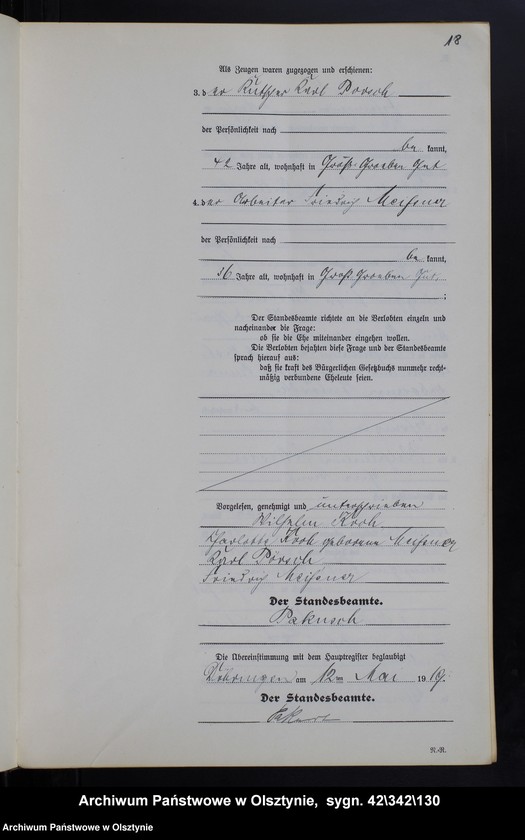 18
Als Zeugen waren zugezogen und erschienen:
3. der Kutscher Karl Porsch
der Persönlichkeit nach
bekannt,
42 Jahre alt, wohnhaft in Groß Groeben Gut
4. der Arbeiter Friedrich Meißner
der Persönlichkeit nach
bekannt,
56 Jahre alt, wohnhaft in Groß Groeben Gut,
;
Der Standesbeamte richtete an die Verlobten einzeln und
nacheinander die Frage:
ob sie die Ehe miteinander eingehen wollen.
Die Verlobten bejahten diese Frage und der Standesbeamte
sprach hierauf aus:
daß sie kraft des Bürgerlichen Gesetzbuchs nunmehr recht-
mäßig verbundene Eheleute seien.
Vorgelesen, genehmigt und unterschrieben
Wilhelm Koch
Charlotte Koch geborene Meißner
Karl Porsch
Friedrich Meißner
Der Standesbeamte.
Die Übereinstimmung mit dem Hauptregister beglaubigt
Döhringen am 12 ten Mai 1919.
Der Standesbeamte.
N.-R.
Archiwum Państwowe w Olsztynie, sygn. 42\342\130
Archiwum Państwowe w Olsztynie